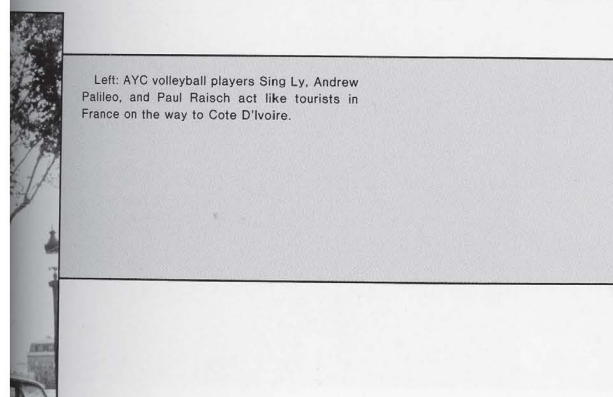 Left: AYC volleyball players Sing Ly, Andrew
Palileo, and Paul Raisch act like tourists in
France on the way to Cote D'Ivoire.